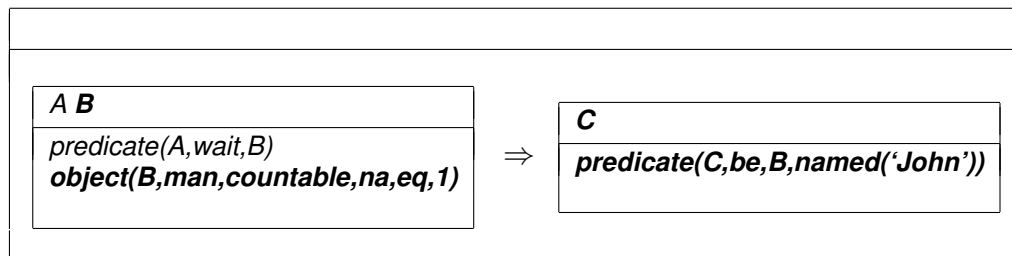 A B
predicate(A,wait,B)
object(B,man,countable,na,eq,1)
⇒
C
predicate(C,be,B,named(‘John’))